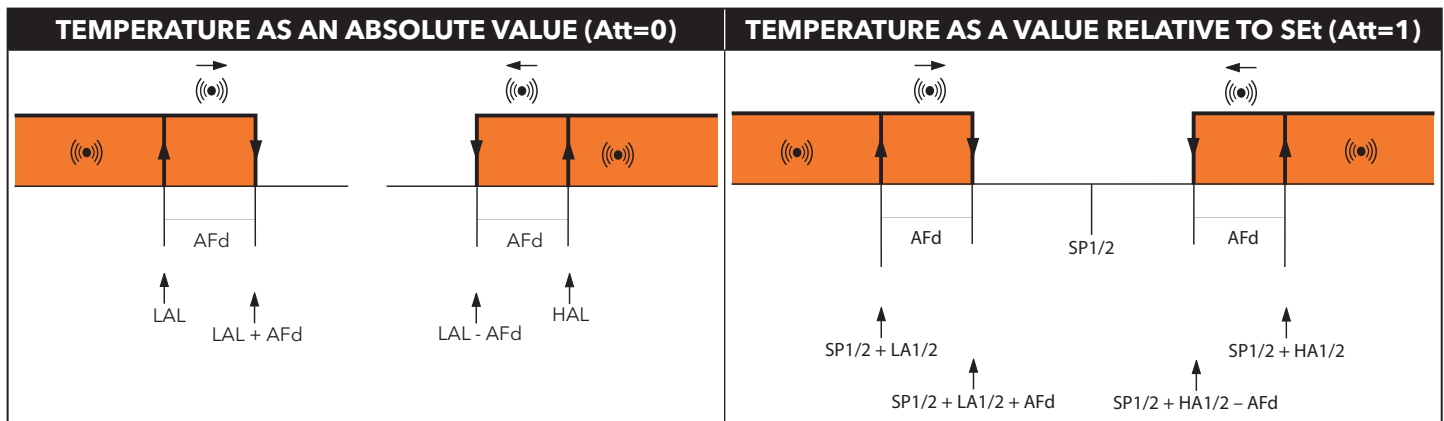 TEMPERATURE AS AN ABSOLUTE VALUE (Att=0)
AFd
AFd
LAL
LAL + AFd
LAL - AFd
HAL
TEMPERATURE AS A VALUE RELATIVE TO SEt (Att=1)
AFd
SP1/2
AFd
SP1/2 + LA1/2
SP1/2 + HA1/2
SP1/2 + LA1/2 + AFd
SP1/2 + HA1/2 – AFd